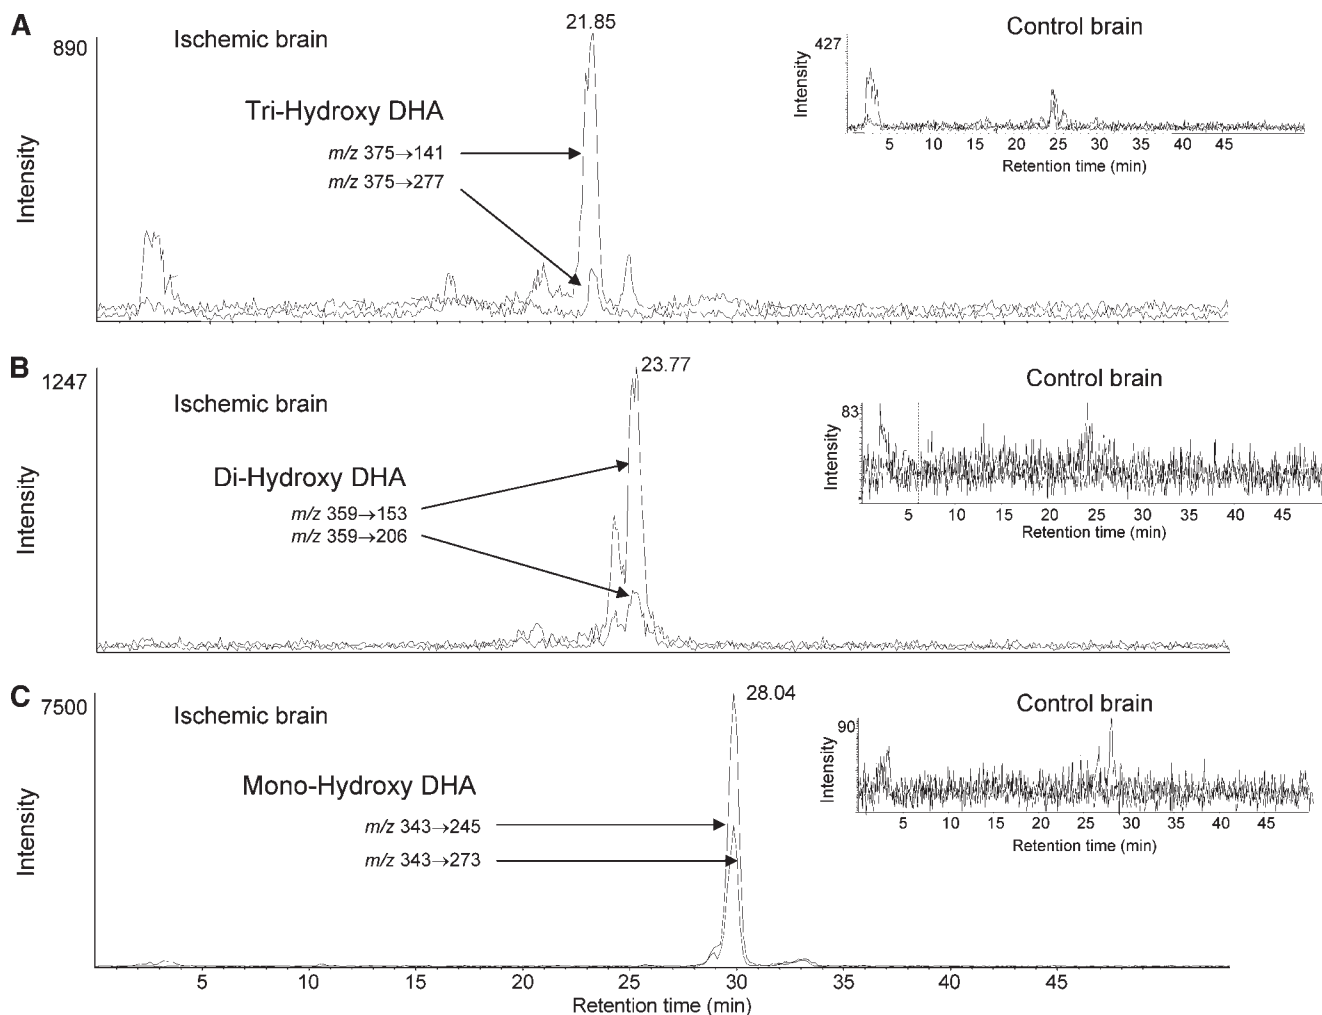 A
890
Intensity
Ischemic brain
Tri-Hydroxy DHA
m/z 375→141
m/z 375→277
21.85
Control brain
427
Intensity
5 10 15 20 25 30 35 40 45
Retention time (min)
B
1247
Intensity
Ischemic brain
Di-Hydroxy DHA
m/z 359→153
m/z 359→206
23.77
Control brain
83
Intensity
5 10 15 20 25 30 35 40 45
Retention time (min)
C
7500
Intensity
Ischemic brain
Mono-Hydroxy DHA
m/z 343→245
m/z 343→273
28.04
Control brain
90
Intensity
5 10 15 20 25 30 35 40 45
Retention time (min)
5 10 15 20 25 30 35 40 45
Retention time (min)